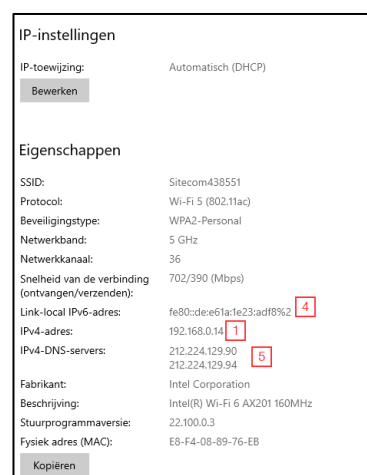 IP-instellingen
IP-toewijzing: Automatisch (DHCP)
Bewerken
Eigenschappen
SSID: Sitecom438551
Protocol: Wi-Fi 5 (802.11ac)
Beveiligingstype: WPA2-Personal
Netwerkband: 5 GHz
Netwerkkanaal: 36
Snelheid van de verbinding 702/390 (Mbps)
(ontvangen/verzenden):
Link-local IPv6-adres: fe80::de:e61a:1e23:adf8%2 4
IPv4-adres: 192.168.0.14 1
IPv4-DNS-servers: 212.224.129.90
212.224.129.94 5
Fabrikant: Intel Corporation
Beschrijving: Intel(R) Wi-Fi 6 AX201 160MHz
Stuurprogrammaversie: 22.100.0.3
Fysiek adres (MAC): E8-F4-08-89-76-EB
Kopiëren